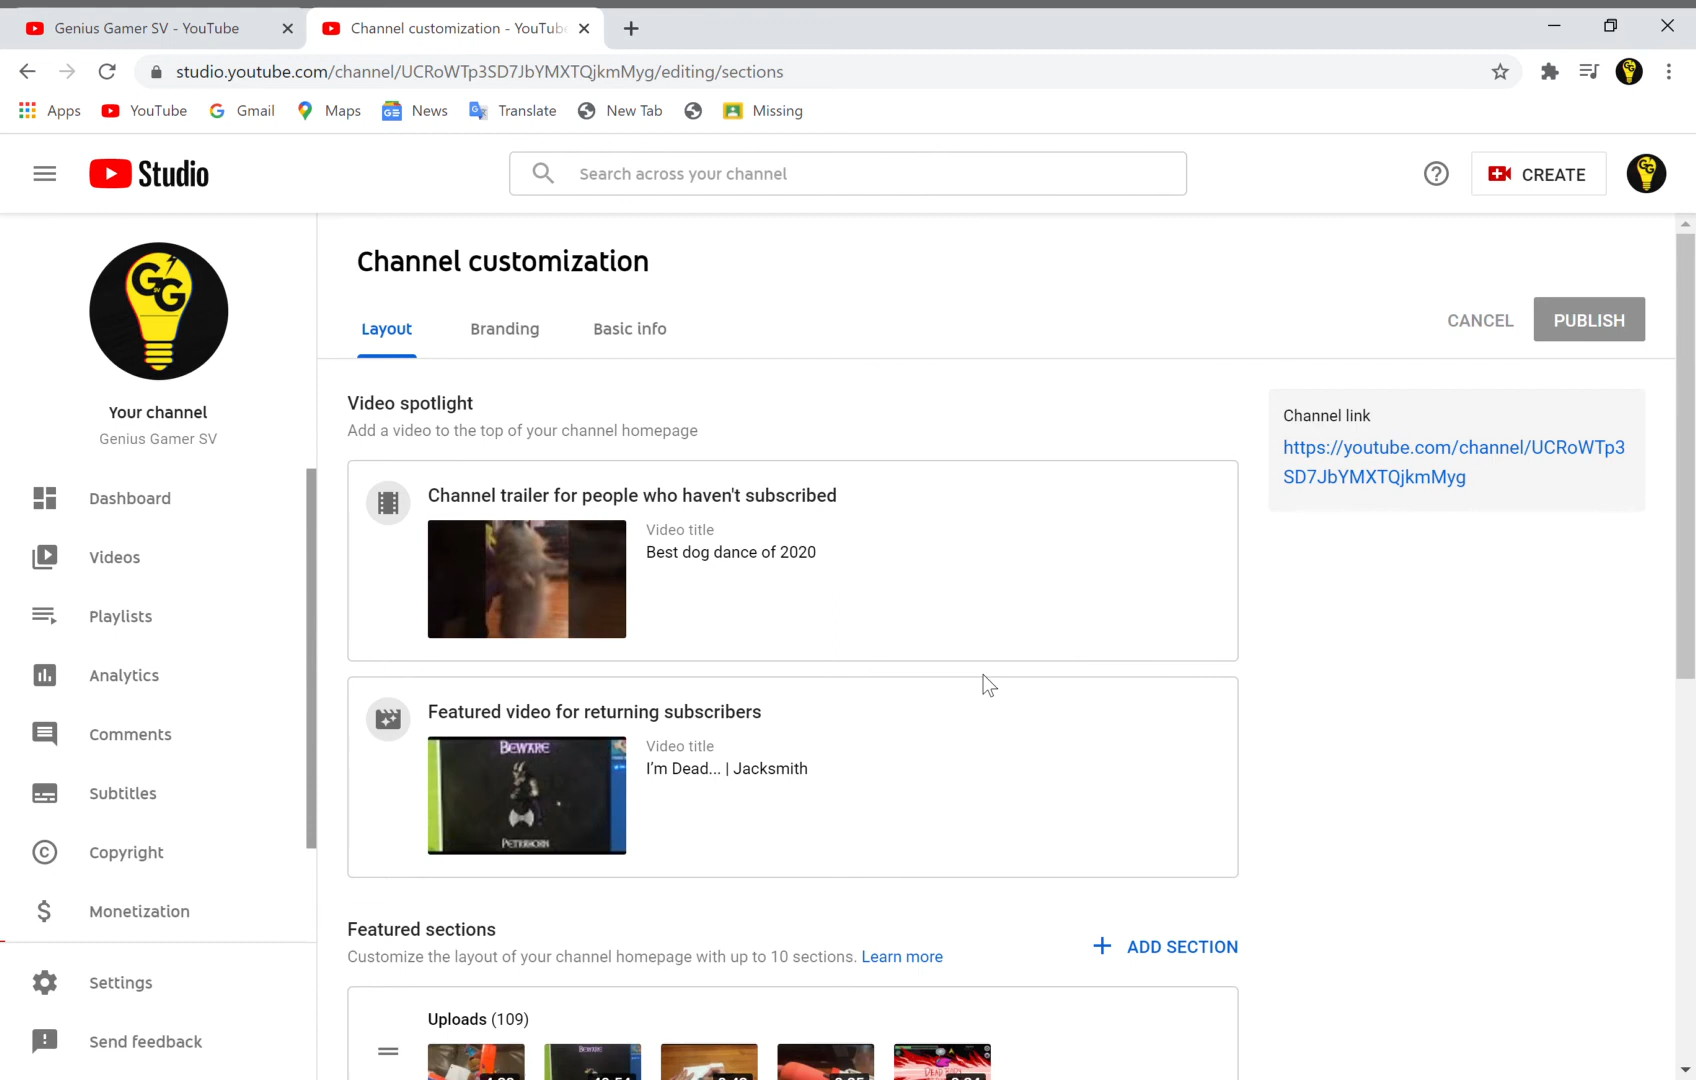 Genius Gamer SV - YouTube
Channel customization - YouTube
studio.youtube.com/channel/UCRoWTp3SD7JbYMXTQjkmMyg/editing/sections
Apps
YouTube
Gmail
Maps
News
Translate
New Tab
Missing
Studio
Search across your channel
CREATE
GG
Your channel
Genius Gamer SV
Dashboard
Videos
Playlists
Analytics
Comments
Subtitles
Copyright
Monetization
Settings
Send feedback
Channel customization
Layout
Branding
Basic info
CANCEL
PUBLISH
Video spotlight
Add a video to the top of your channel homepage
Channel trailer for people who haven't subscribed
Video title
Best dog dance of 2020
Featured video for returning subscribers
BEWARE
PETERHORN
Video title
I'm Dead... | Jacksmith
Channel link
https://youtube.com/channel/UCRoWTp3
SD7JbYMXTQjkmMyg
Featured sections
Customize the layout of your channel homepage with up to 10 sections. Learn more
+ ADD SECTION
Uploads (109)